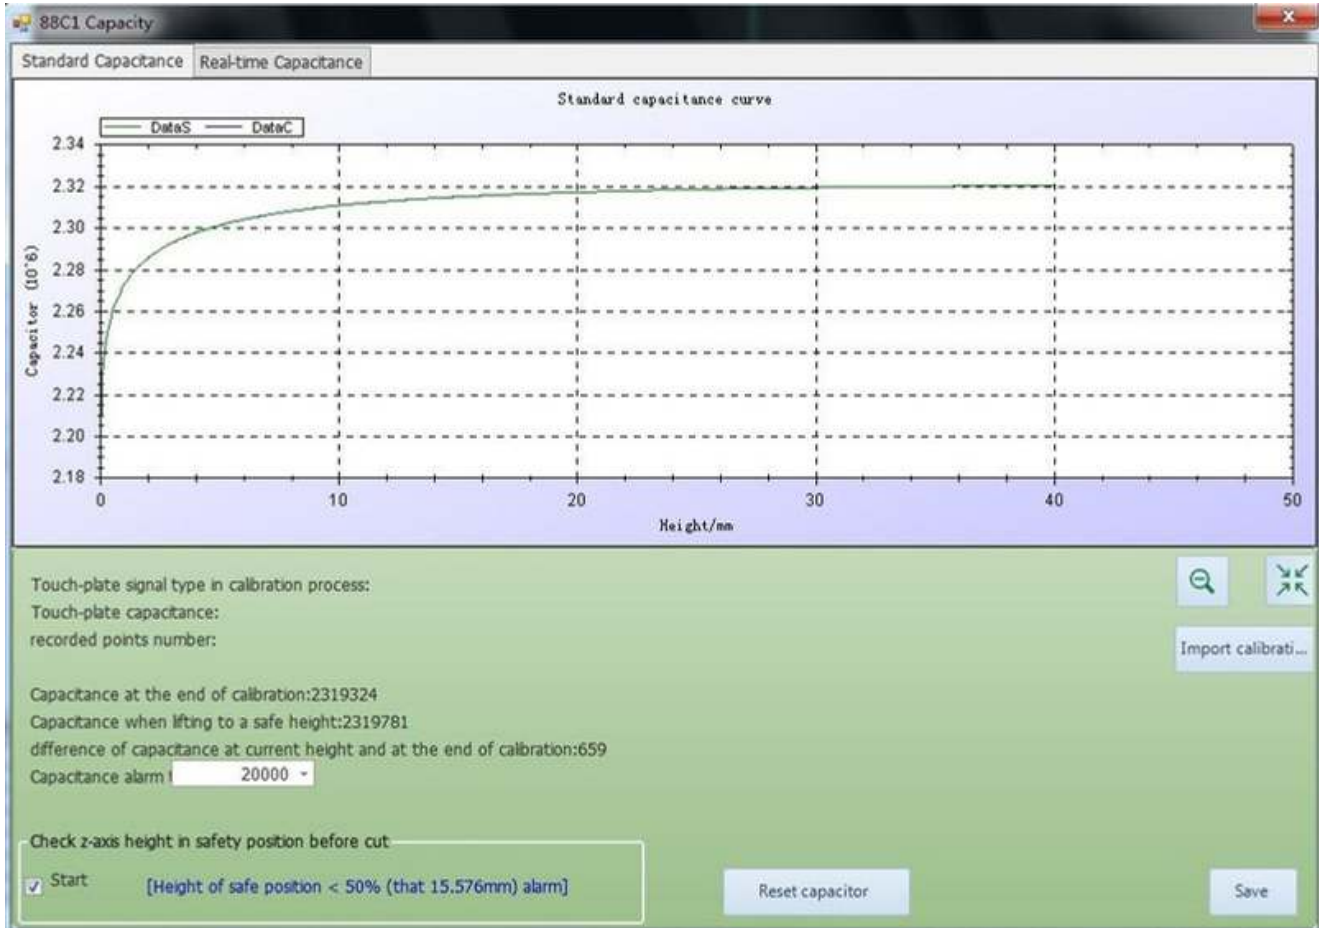 88C1 Capacity
Standard Capacitance Real-time Capacitance
Standard capacitance curve
DataS DataC
2.34
2.32
2.30
2.28
2.26
2.24
2.22
2.20
2.18
Capacitor (10^6)
0 10 20 30 40 50
Height/mm
Touch-plate signal type in calibration process:
Touch-plate capacitance:
recorded points number:
Import calibrati...
Capacitance at the end of calibration:2319324
Capacitance when lifting to a safe height:2319781
difference of capacitance at current height and at the end of calibration:659
Capacitance alarm 20000
Check z-axis height in safety position before cut
Start [Height of safe position < 50% (that 15.576mm) alarm]
Reset capacitor
Save